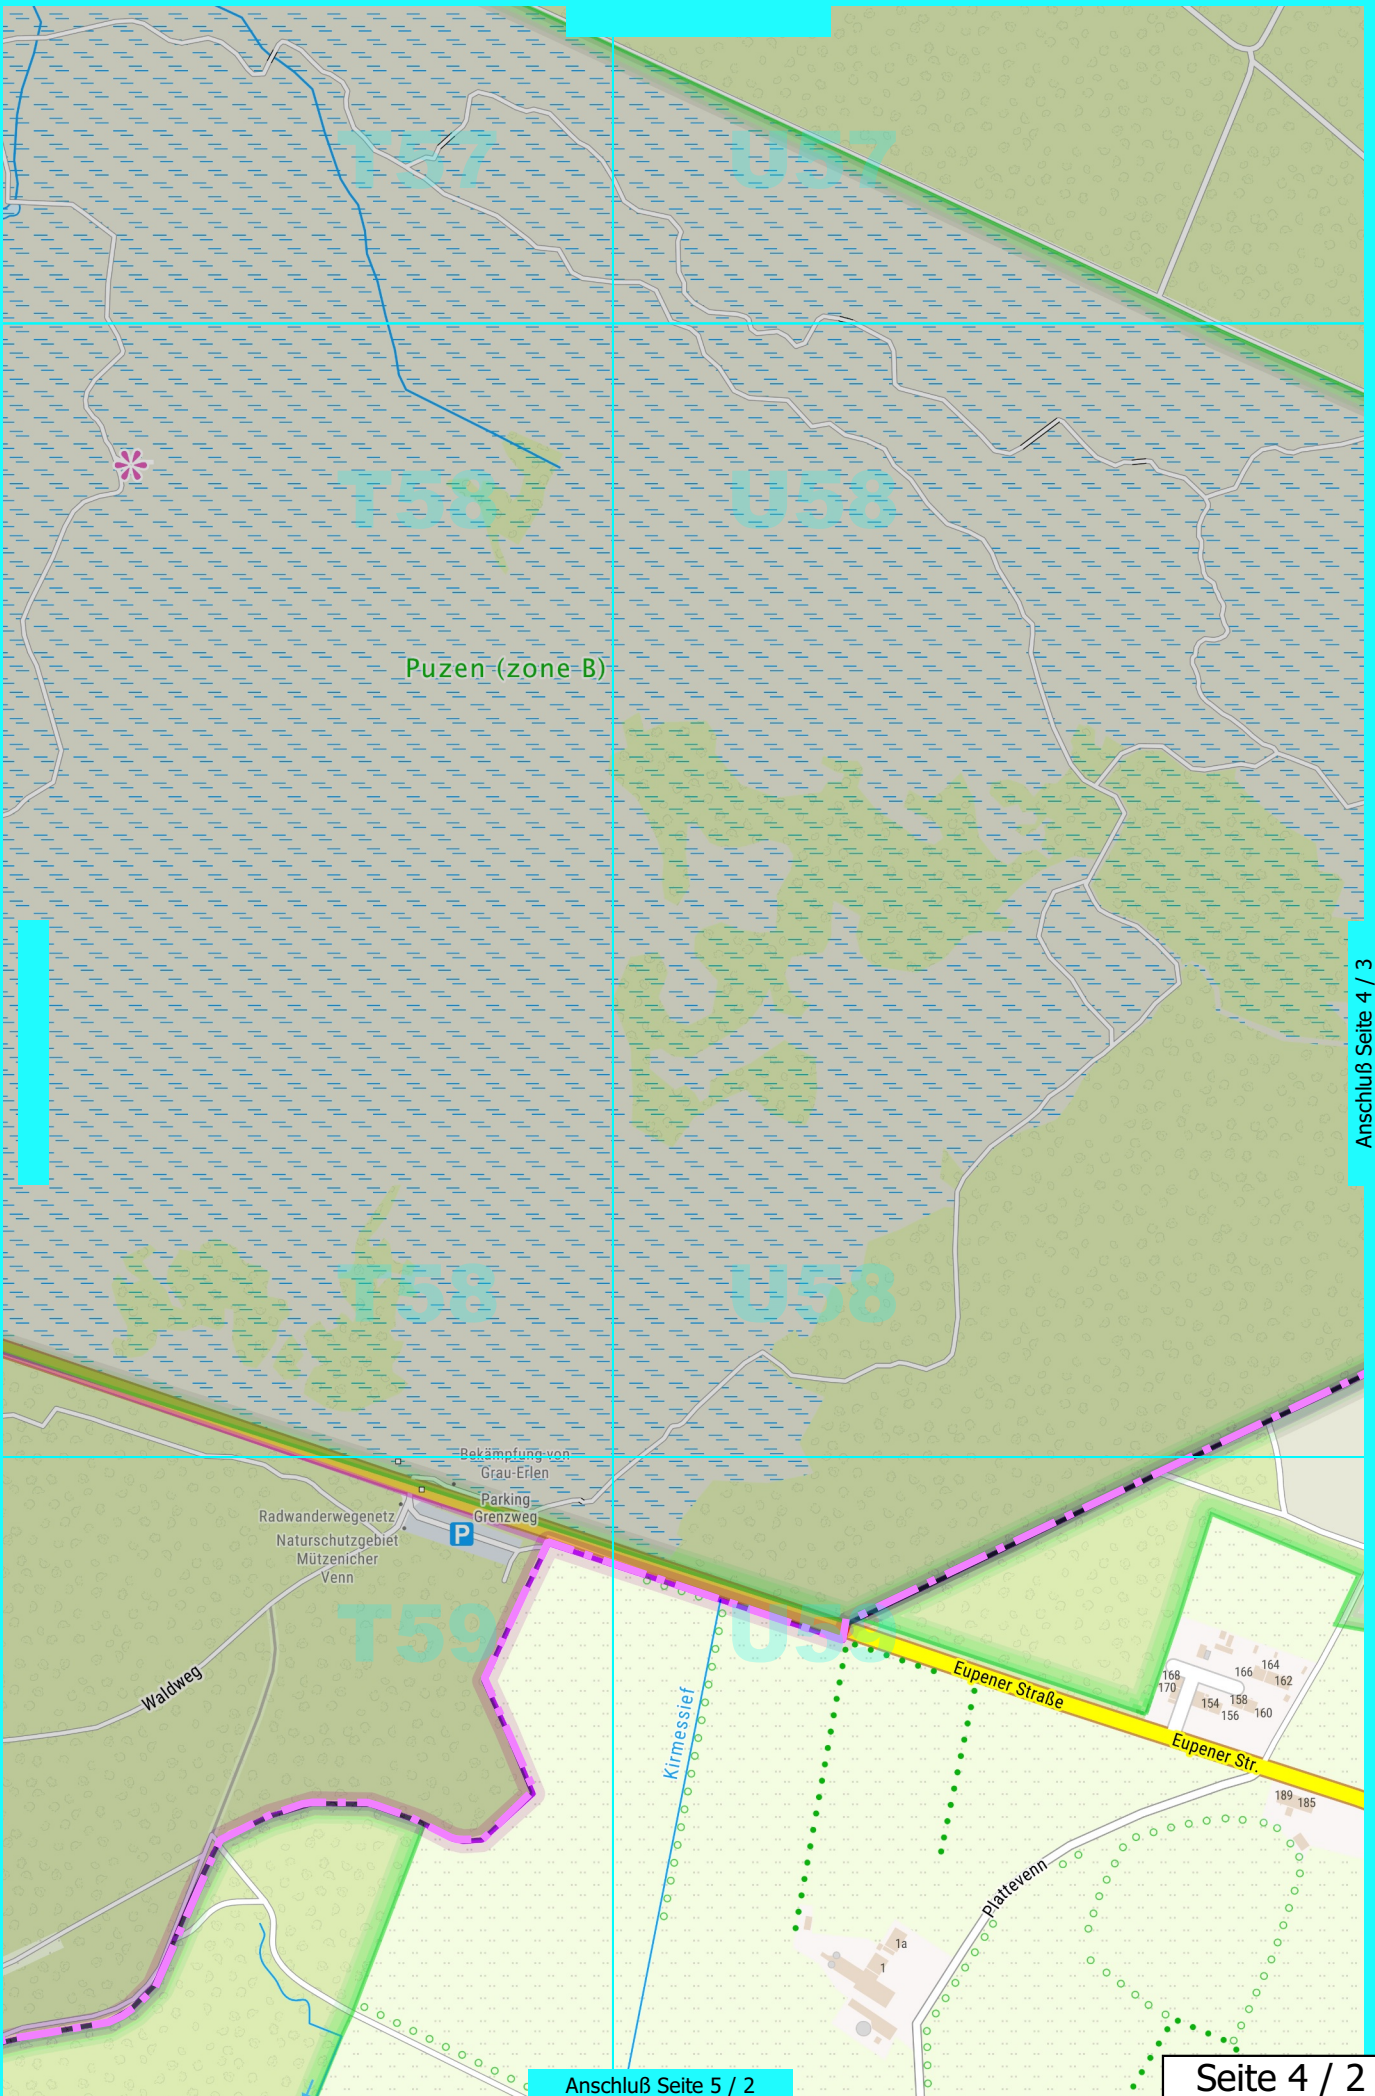 T57
U57
T58
U58
Puzen (zone B)
Anschluß Seite 4 / 3
T58
U58
Bekämpfung von
Grau-Erlen
Parking
Grenzweg
Radwanderwegenetz
P
Naturschutzgebiet
Mützenicher
Venn
T59
U59
Waldweg
Kirmessief
Eupener Straße
168
170
166
164
162
154
158
156
160
Eupener Str.
189
185
Plattevenn
1a
1
Anschluß Seite 5 / 2
Seite 4 / 2